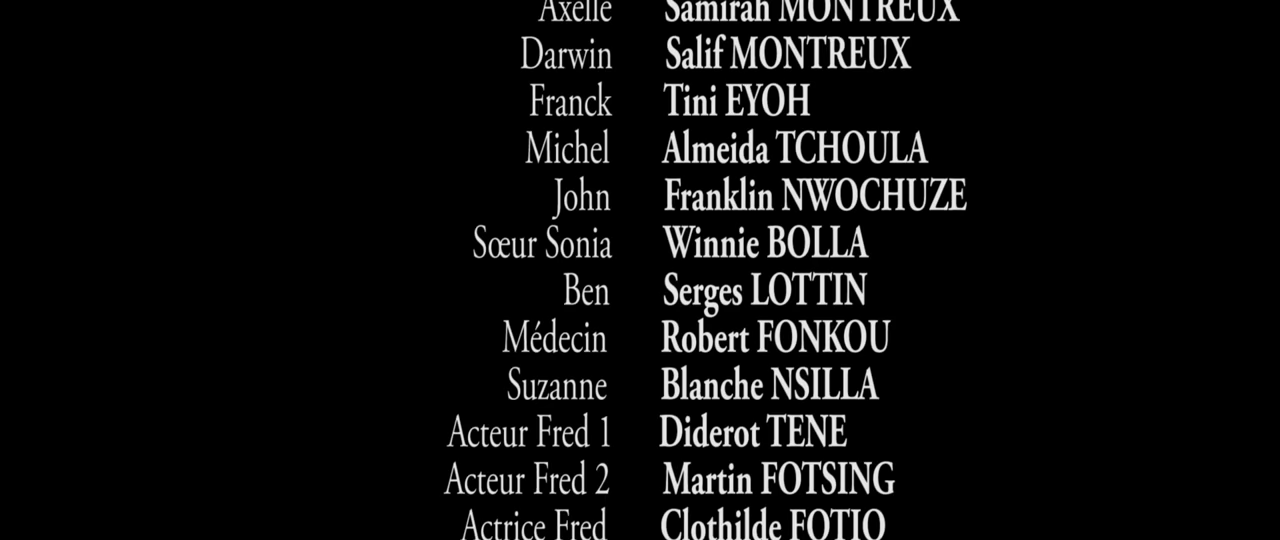 Axelle Samirah MONTREUX
Darwin Salif MONTREUX
Franck Tini EYOH
Michel Almeida TCHOULA
John Franklin NWOCHUZE
Sœur Sonia Winnie BOLLA
Ben Serges LOTTIN
Médecin Robert FONKOU
Suzanne Blanche NSILLA
Acteur Fred 1 Diderot TENE
Acteur Fred 2 Martin FOTSING
Actrice Fred Clothilde FOTIO